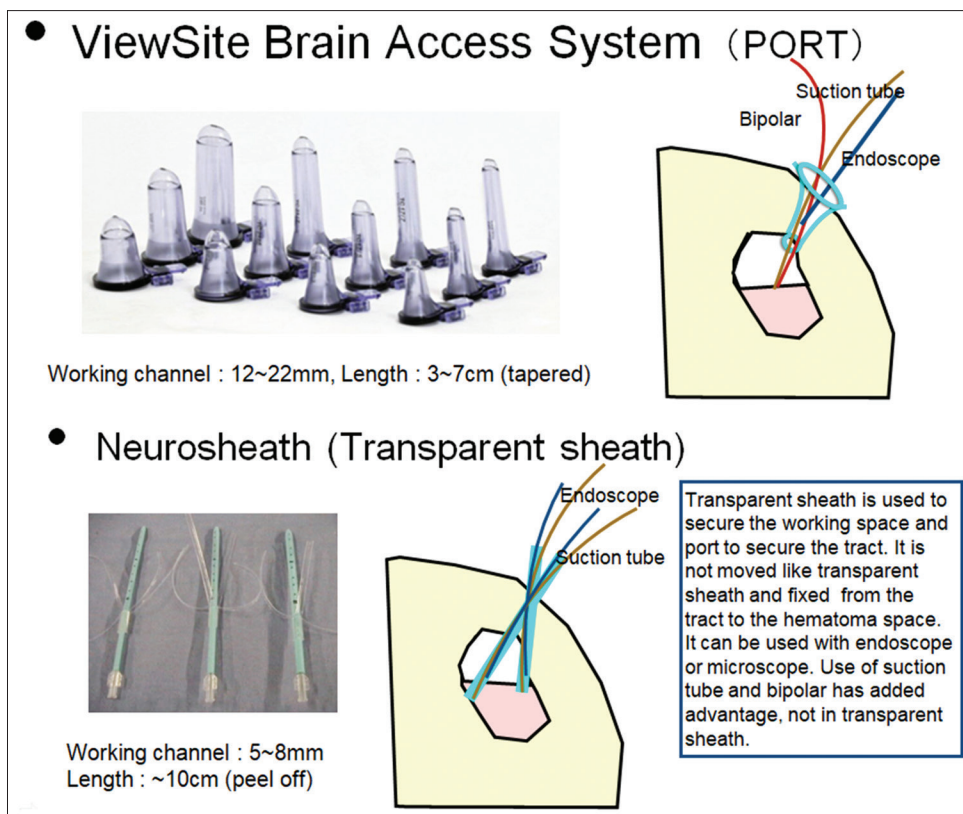 • ViewSite Brain Access System (PORT)
Suction tube
Bipolar
Endoscope
Working channel : 12~22mm, Length : 3~7cm (tapered)
• Neurosheath (Transparent sheath)
Endoscope
Suction tube
Transparent sheath is used to
secure the working space and
port to secure the tract. It is
not moved like transparent
sheath and fixed from the
tract to the hematoma space.
It can be used with endoscope
or microscope. Use of suction
tube and bipolar has added
advantage, not in transparent
sheath.
Working channel : 5~8mm
Length : ~10cm (peel off)